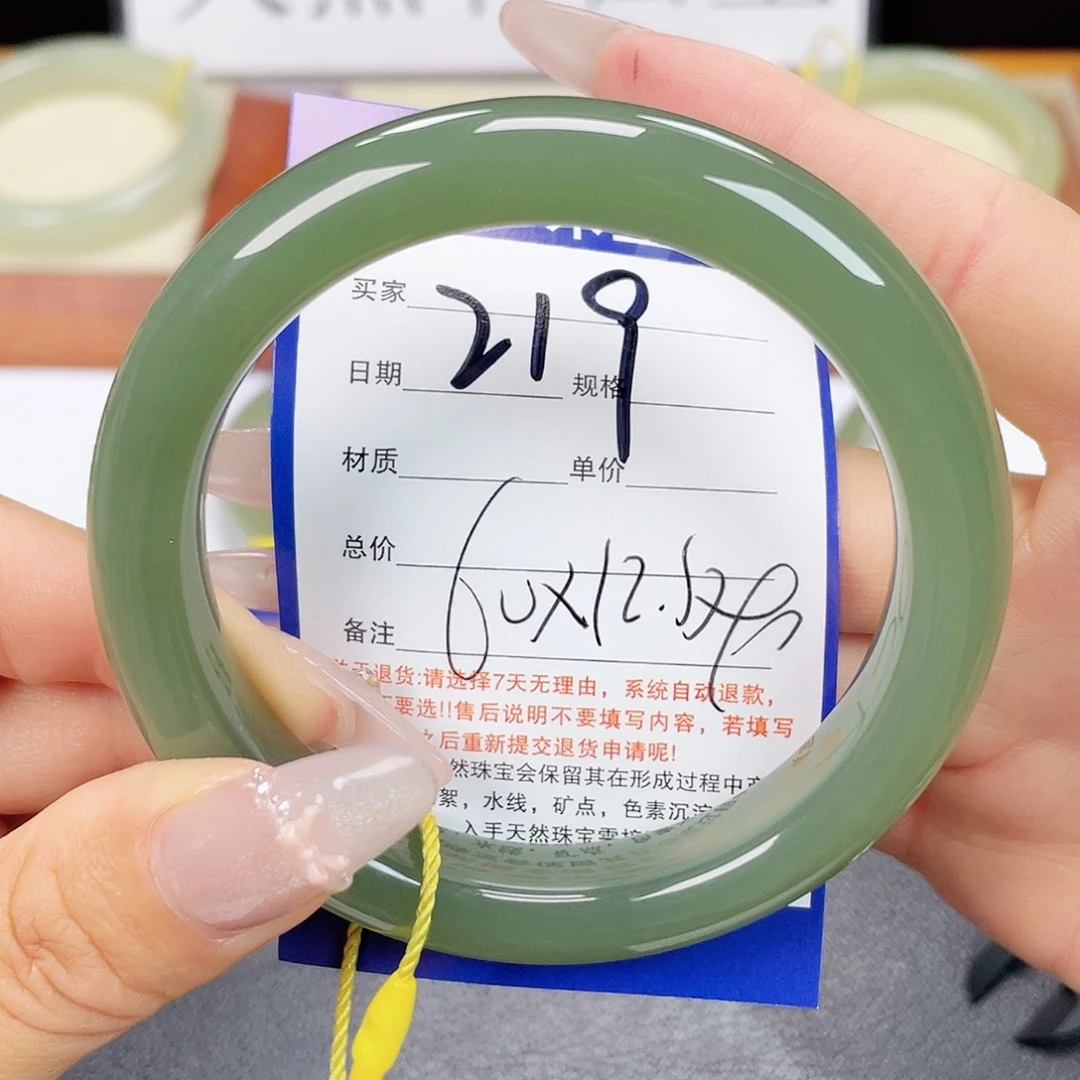 买家
219
日期 规格
材质 单价
总价
60X12.5X9
备注
退货:请选择7天无理由，系统自动退款，
要选!!售后说明不要填写内容，若填写
之后重新提交退货申请呢!
然珠宝会保留其在形成过程中
絮，水线，矿点，色素沉淀
入手天然珠宝需